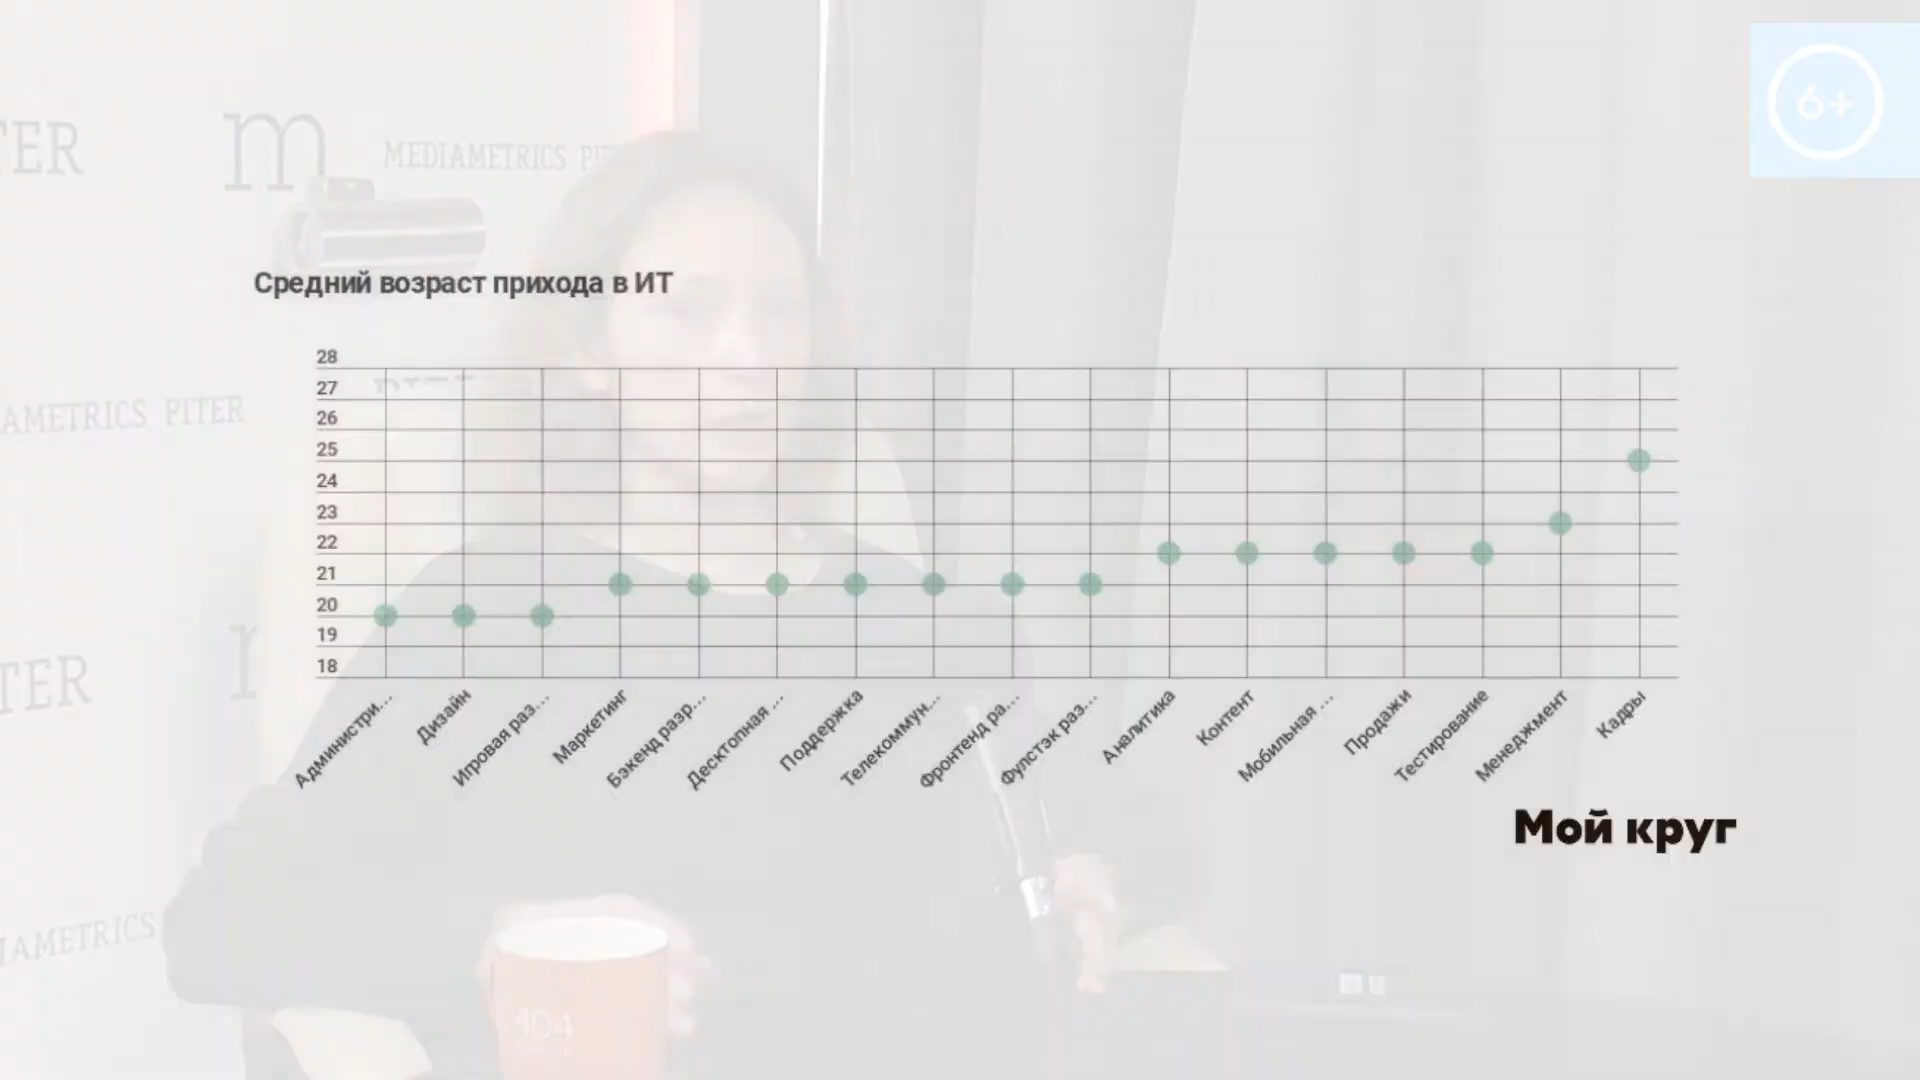 TER
m
MEDIAMETRICS
6+
Средний возраст прихода в ИТ
28
27
26
25
24
23
22
21
20
19
18
AMETRICS PITER
TER
IAMETRICS
Администри...
Дизайн
Игровая раз...
Маркетинг
Бэкенд разр...
Десктопная ...
Поддержка
Телекоммун...
Фронтенд ра...
Фулстэк раз...
Аналитика
Контент
Мобильная ...
Продажи
Тестирование
Менеджмент
Кадры
Мой круг
404